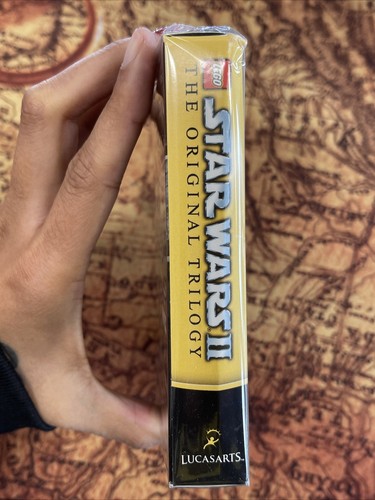 LEGO
STAR WARS II
THE ORIGINAL TRILOGY
LUCASARTS